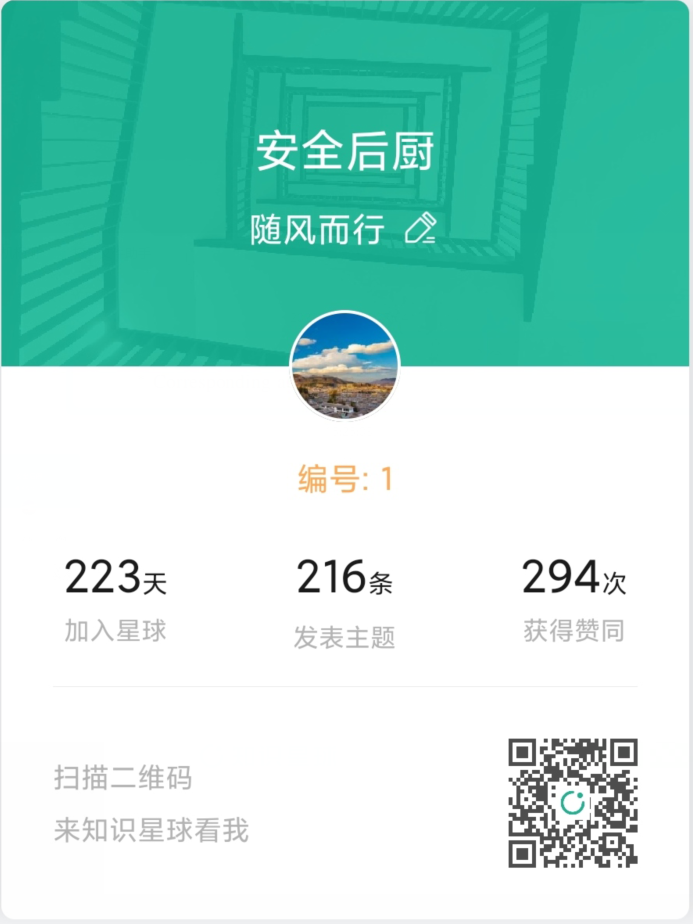 安全后厨
随风而行
编号: 1
223天
216条
294次
加入星球
发表主题
获得赞同
扫描二维码
来知识星球看我